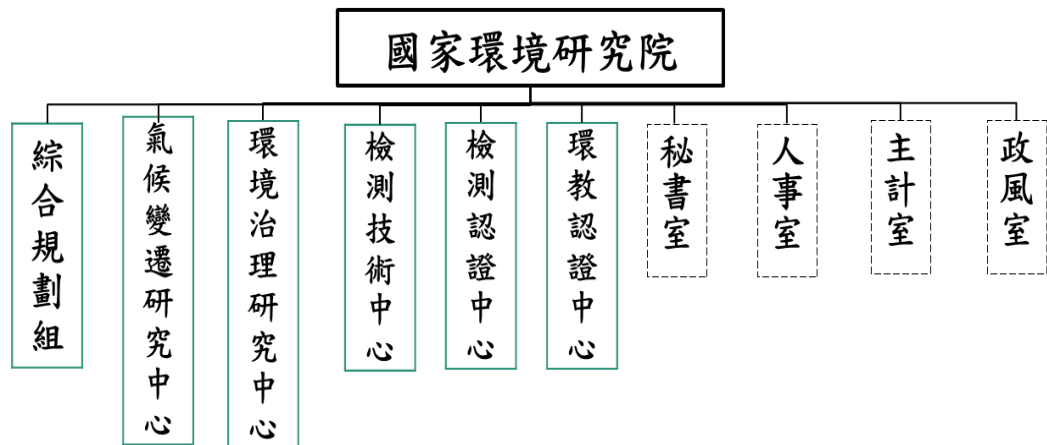 國家環境研究院
綜合規劃組
氣候變遷研究中心
環境治理研究中心
檢測技術中心
檢測認證中心
環教認證中心
秘書室
人事室
主計室
政風室